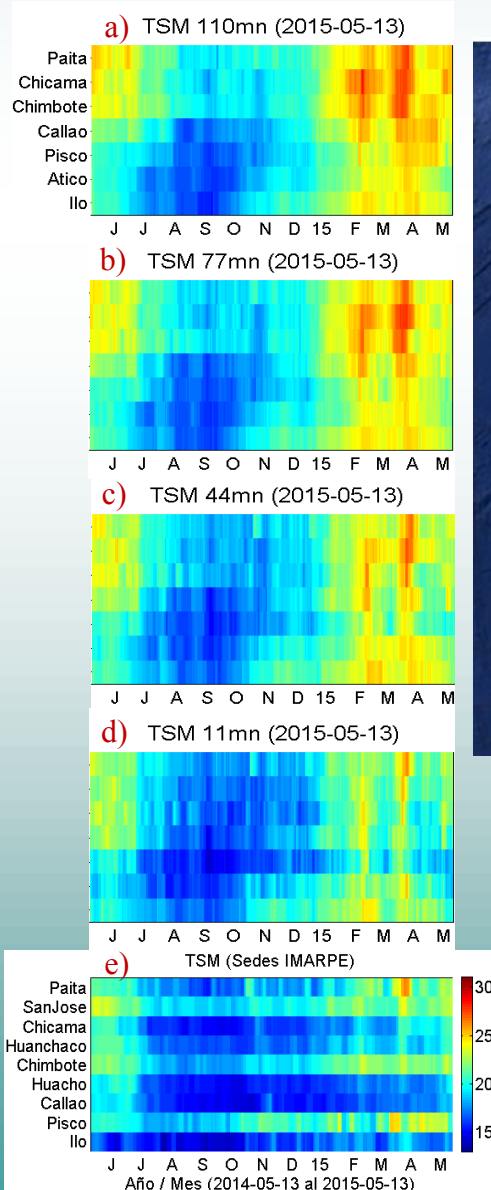 a) TSM 110mn (2015-05-13)
Paita
Chicama
Chimbote
Callao
Pisco
Atico
Ilo
J J A S O N D 15 F M A M
b) TSM 77mn (2015-05-13)
J J A S O N D 15 F M A M
c) TSM 44mn (2015-05-13)
J J A S O N D 15 F M A M
d) TSM 11mn (2015-05-13)
J J A S O N D 15 F M A M
e) TSM (Sedes IMARPE)
Paita
SanJose
Chicama
Huanchaco
Chimbote
Huacho
Callao
Pisco
Ilo
30
25
20
15
J J A S O N D 15 F M A M
Año / Mes (2014-05-13 al 2015-05-13)